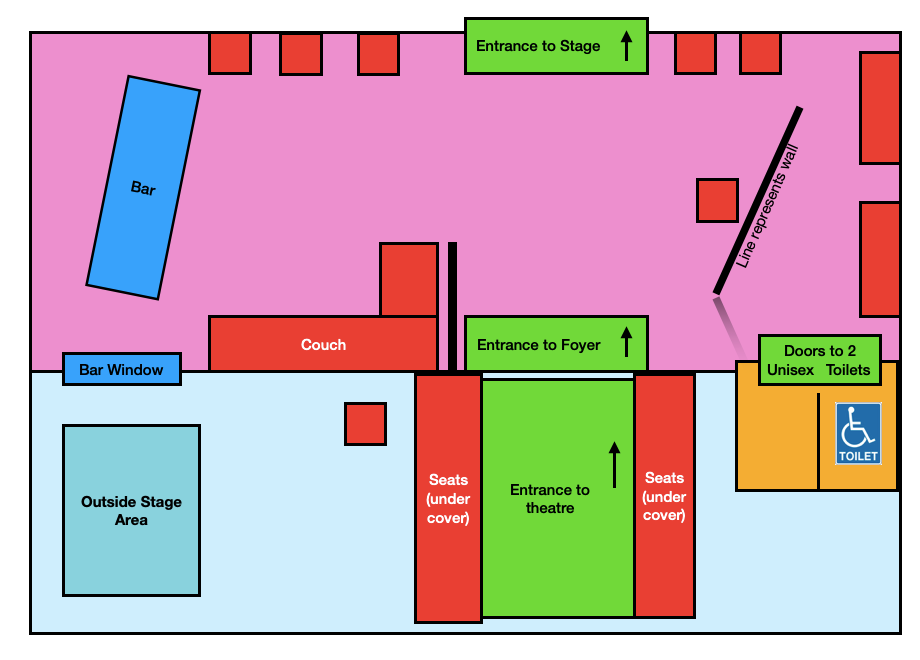 Entrance to Stage
Bar
Line represents wall
Couch
Entrance to Foyer
Bar Window
Doors to 2
Unisex Toilets
TOILET
Seats
(under
cover)
Entrance to
theatre
Seats
(under
cover)
Outside Stage
Area